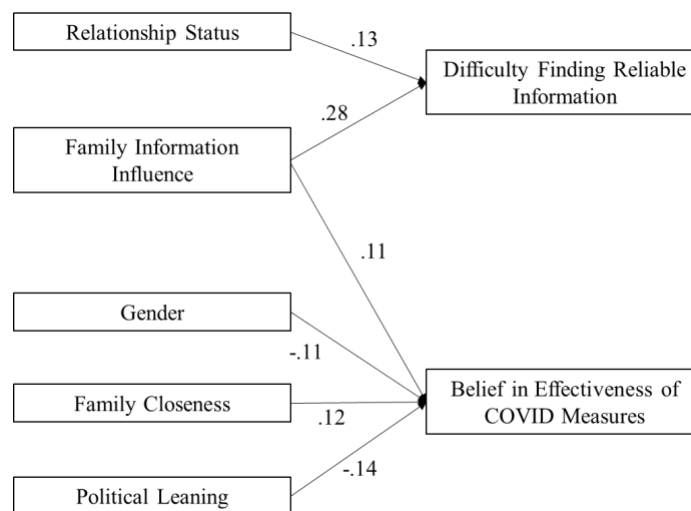 Relationship Status
.13
Difficulty Finding Reliable
Information
.28
Family Information
Influence
.11
Gender
-.11
Family Closeness
.12
Belief in Effectiveness of
COVID Measures
-.14
Political Leaning